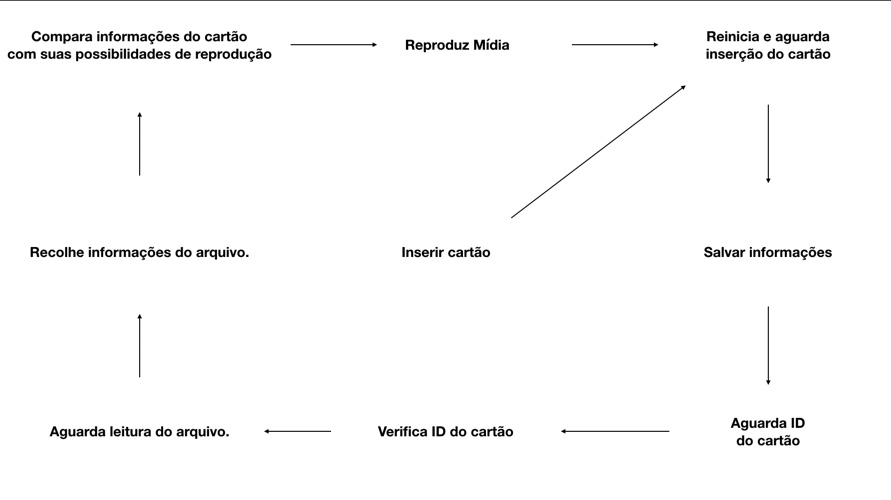 Compara informações do cartão
com suas possibilidades de reprodução
Reproduz Mídia
Reinicia e aguarda
inserção do cartão
Recolhe informações do arquivo.
Inserir cartão
Salvar informações
Aguarda leitura do arquivo.
Verifica ID do cartão
Aguarda ID
do cartão